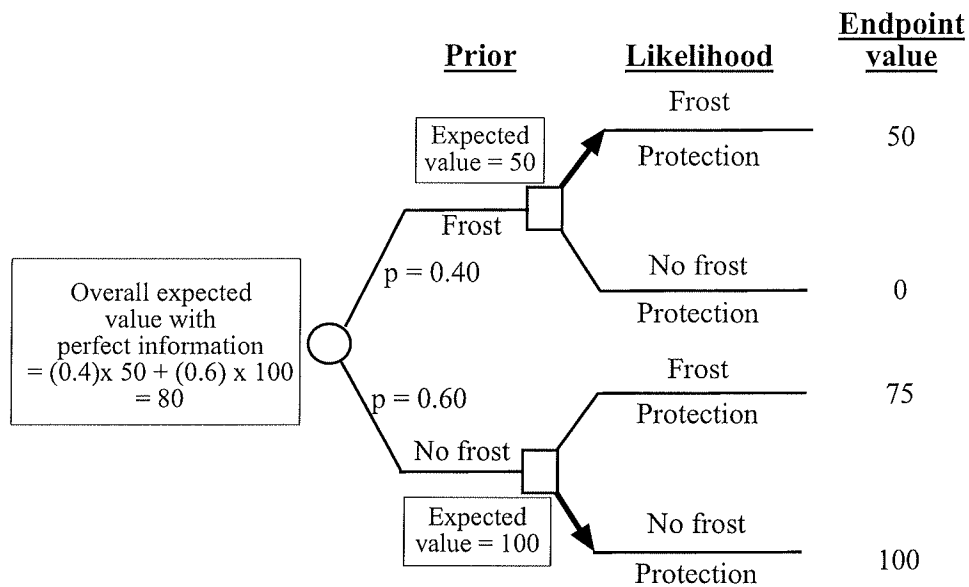 Prior
Likelihood
Endpoint
value
Expected
value = 50
Frost
p = 0.40
Frost
Protection
50
No frost
Protection
0
Overall expected
value with
perfect information
= (0.4)x 50 + (0.6) x 100
= 80
p = 0.60
No frost
Expected
value = 100
Frost
Protection
75
No frost
Protection
100